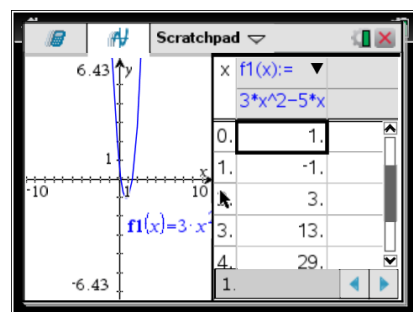 Scratchpad
6.43
y
1
x
-10
1
10
f1(x)=3·x
-6.43
x f1(x):=
3*x^2-5*x
0. 1.
1. -1.
3.
3. 13.
4. 29.
1.